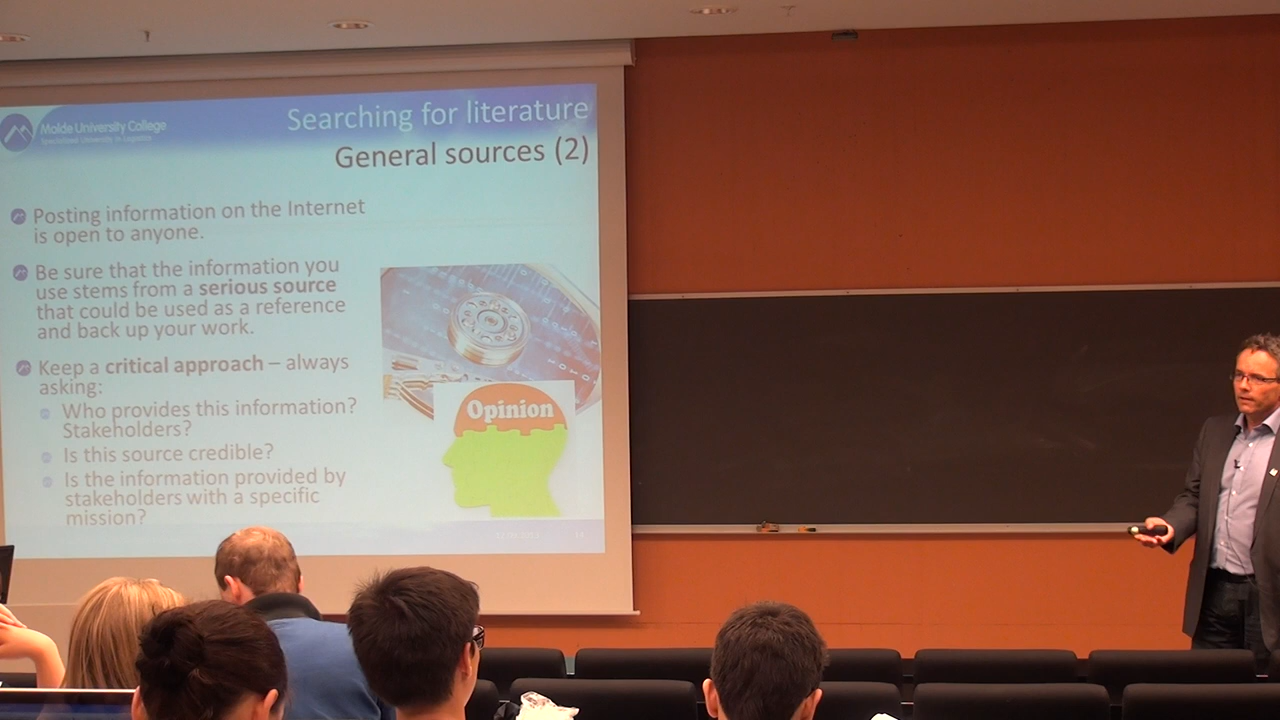 Molde University College
Specialized University in Logistics
Searching for literature
General sources (2)
Posting information on the Internet
is open to anyone.
Be sure that the information you
use stems from a serious source
that could be used as a reference
and back up your work.
Keep a critical approach – always
asking:
Who provides this information?
Stakeholders?
Is this source credible?
Is the information provided by
stakeholders with a specific
mission?
Opinion